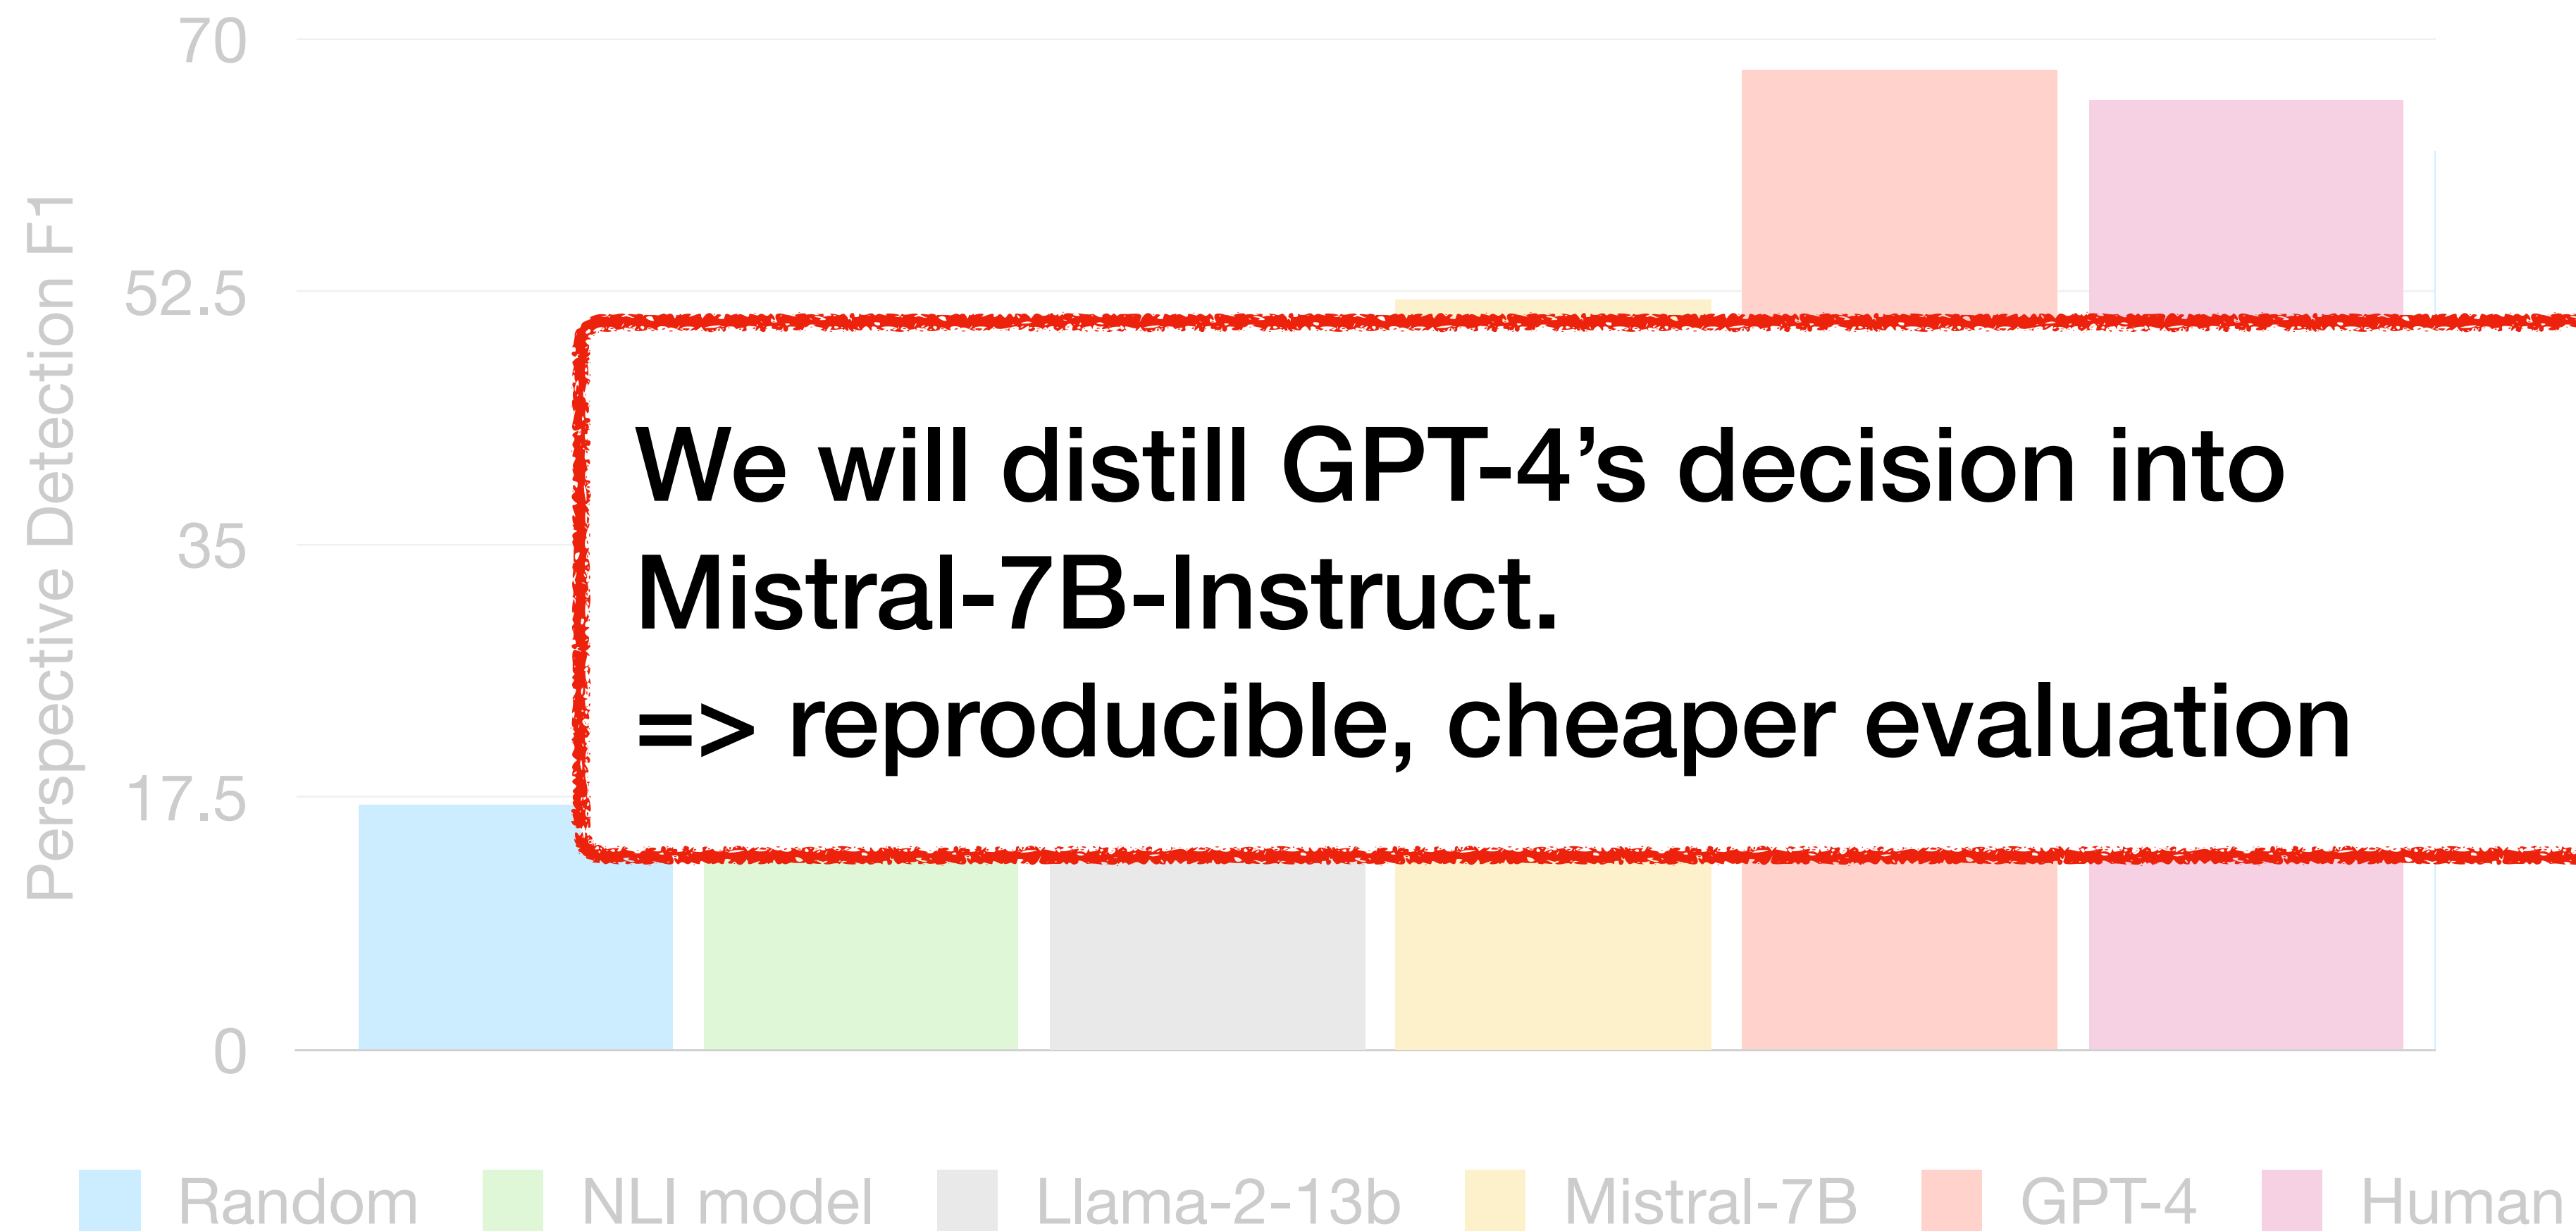 70
52.5
35
17.5
0
Perspective Detection F1
We will distill GPT-4’s decision into
Mistral-7B-Instruct.
=> reproducible, cheaper evaluation
Random NLI model Llama-2-13b Mistral-7B GPT-4 Human